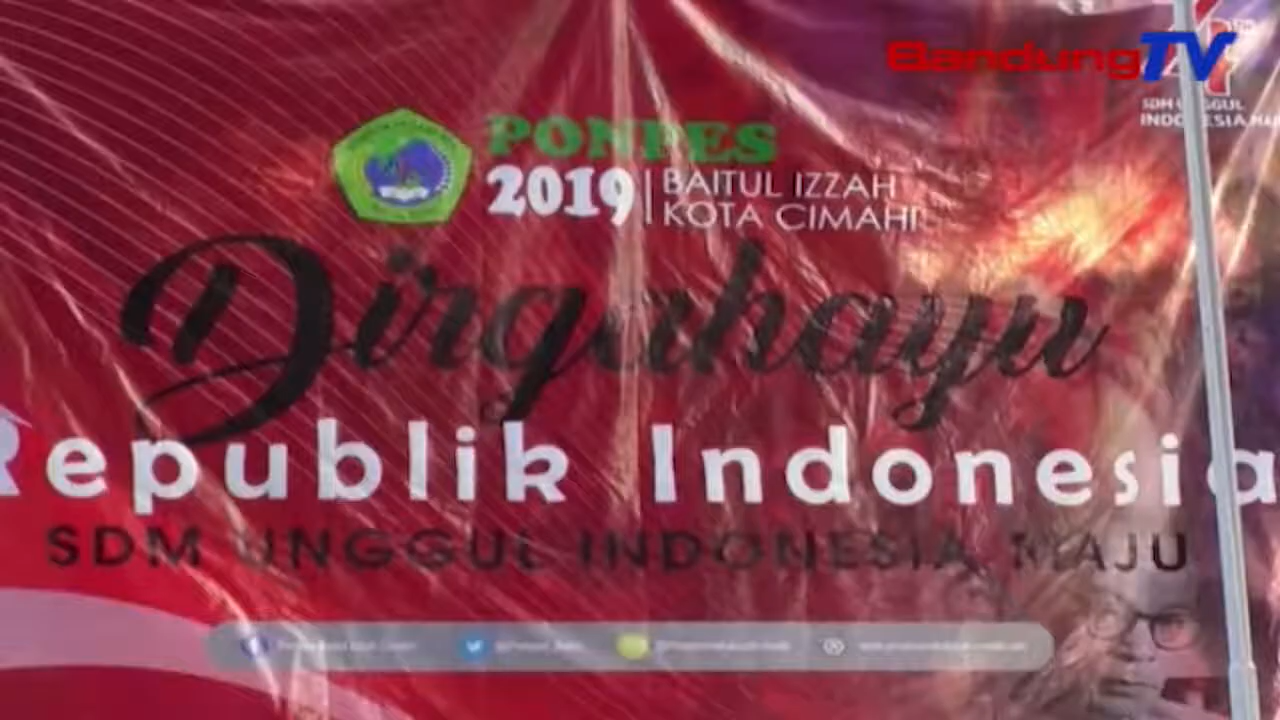 BandungTV
SDM UNGGUL
INDONESIA MAJU
PONPES
2019 | BAITUL IZZAH
KOTA CIMAHI
Dirgahayu
Republik Indonesia
SDM UNGGUL INDONESIA MAJU